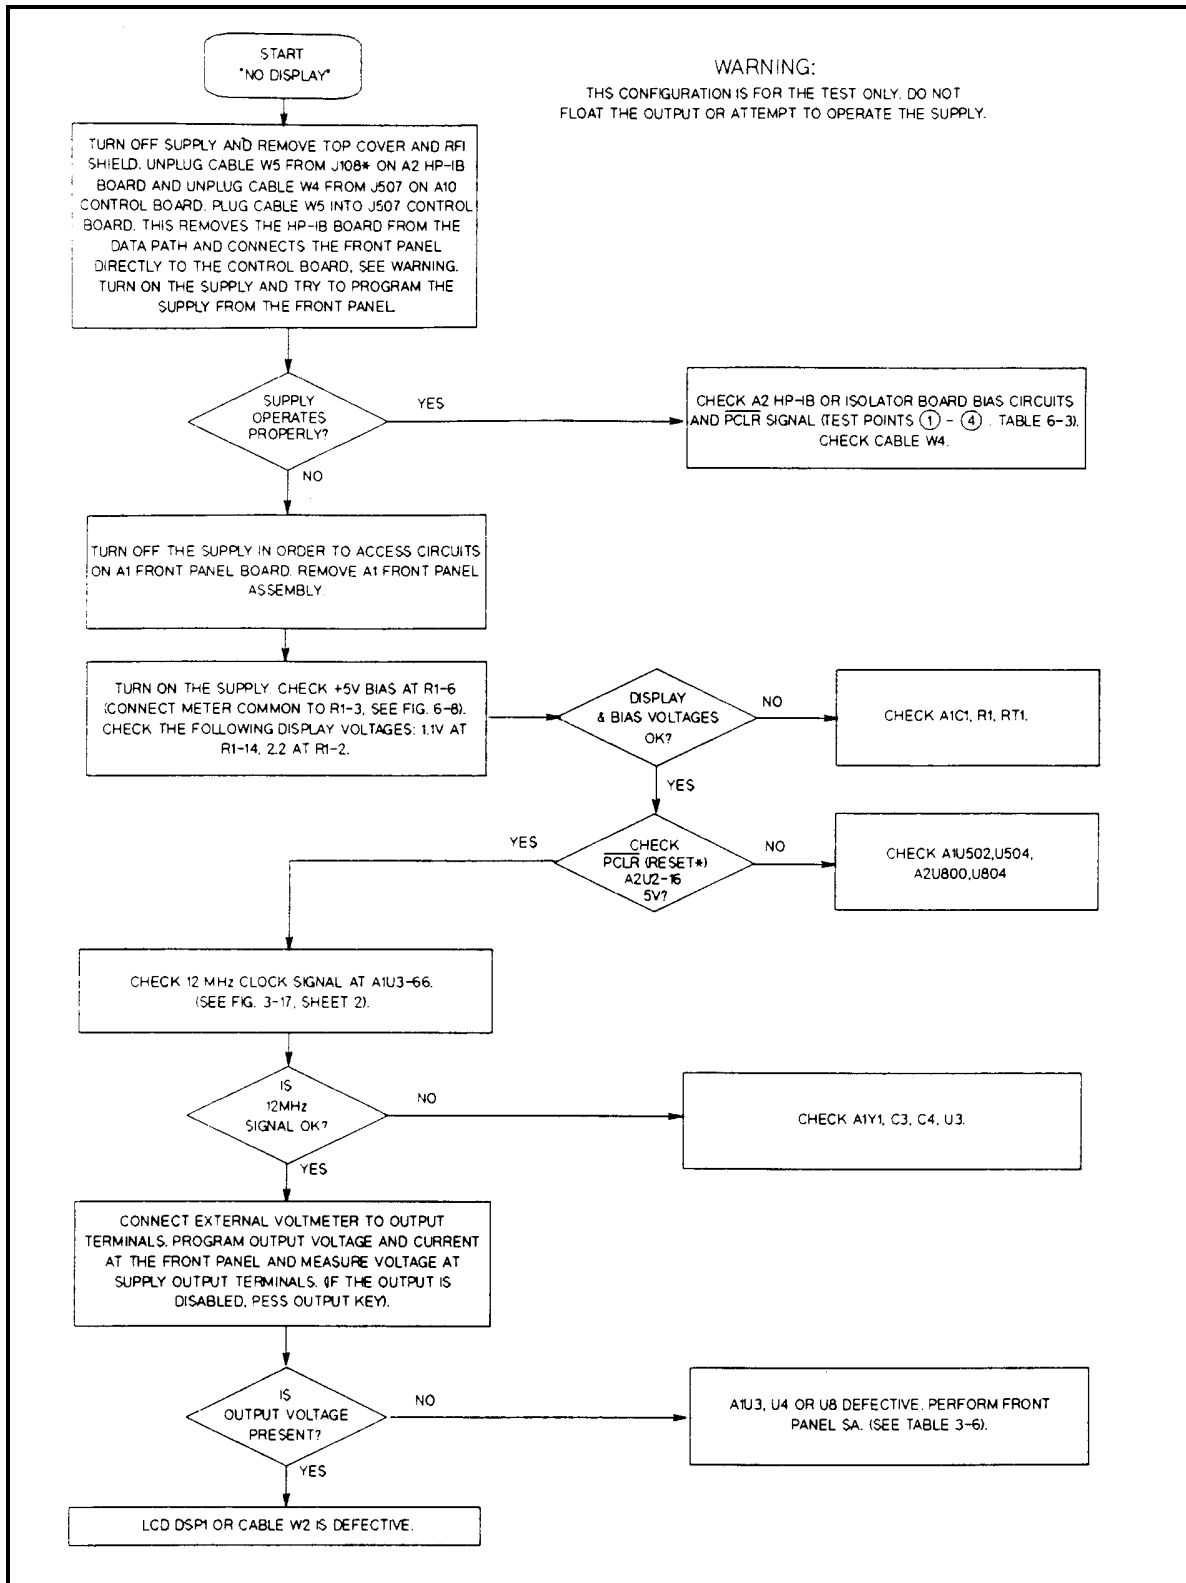 START
"NO DISPLAY"
WARNING:
THS CONFIGURATION IS FOR THE TEST ONLY. DO NOT
FLOAT THE OUTPUT OR ATTEMPT TO OPERATE THE SUPPLY.
TURN OFF SUPPLY AND REMOVE TOP COVER AND RFI
SHIELD. UNPLUG CABLE W5 FROM J108* ON A2 HP-IB
BOARD AND UNPLUG CABLE W4 FROM J507 ON A10
CONTROL BOARD. PLUG CABLE W5 INTO J507 CONTROL
BOARD. THIS REMOVES THE HP-IB BOARD FROM THE
DATA PATH AND CONNECTS THE FRONT PANEL
DIRECTLY TO THE CONTROL BOARD, SEE WARNING.
TURN ON THE SUPPLY AND TRY TO PROGRAM THE
SUPPLY FROM THE FRONT PANEL
SUPPLY
OPERATES
PROPERLY?
YES
CHECK A2 HP-IB OR ISOLATOR BOARD BIAS CIRCUITS
AND PCLR SIGNAL (TEST POINTS ① - ④ . TABLE 6-3).
CHECK CABLE W4.
NO
TURN OFF THE SUPPLY IN ORDER TO ACCESS CIRCUITS
ON A1 FRONT PANEL BOARD. REMOVE A1 FRONT PANEL
ASSEMBLY.
TURN ON THE SUPPLY. CHECK +5V BIAS AT R1-6
(CONNECT METER COMMON TO R1-3, SEE FIG. 6-8).
CHECK THE FOLLOWING DISPLAY VOLTAGES: 1.1V AT
R1-14, 2.2 AT R1-2.
DISPLAY
& BIAS VOLTAGES
OK?
NO
CHECK A1C1, R1, RT1.
YES
CHECK
PCLR (RESET*)
A2U2-16
5V?
YES
NO
CHECK A1U502,U504,
A2U800,U804
CHECK 12 MHz CLOCK SIGNAL AT A1U3-66.
(SEE FIG. 3-17, SHEET 2).
IS
12MHz
SIGNAL OK?
NO
CHECK A1Y1, C3, C4, U3.
YES
CONNECT EXTERNAL VOLTMETER TO OUTPUT
TERMINALS. PROGRAM OUTPUT VOLTAGE AND CURRENT
AT THE FRONT PANEL AND MEASURE VOLTAGE AT
SUPPLY OUTPUT TERMINALS. (IF THE OUTPUT IS
DISABLED, PESS OUTPUT KEY).
IS
OUTPUT VOLTAGE
PRESENT?
NO
A1U3, U4 OR U8 DEFECTIVE. PERFORM FRONT
PANEL SA. (SEE TABLE 3-6).
YES
LCD DSP1 OR CABLE W2 IS DEFECTIVE.